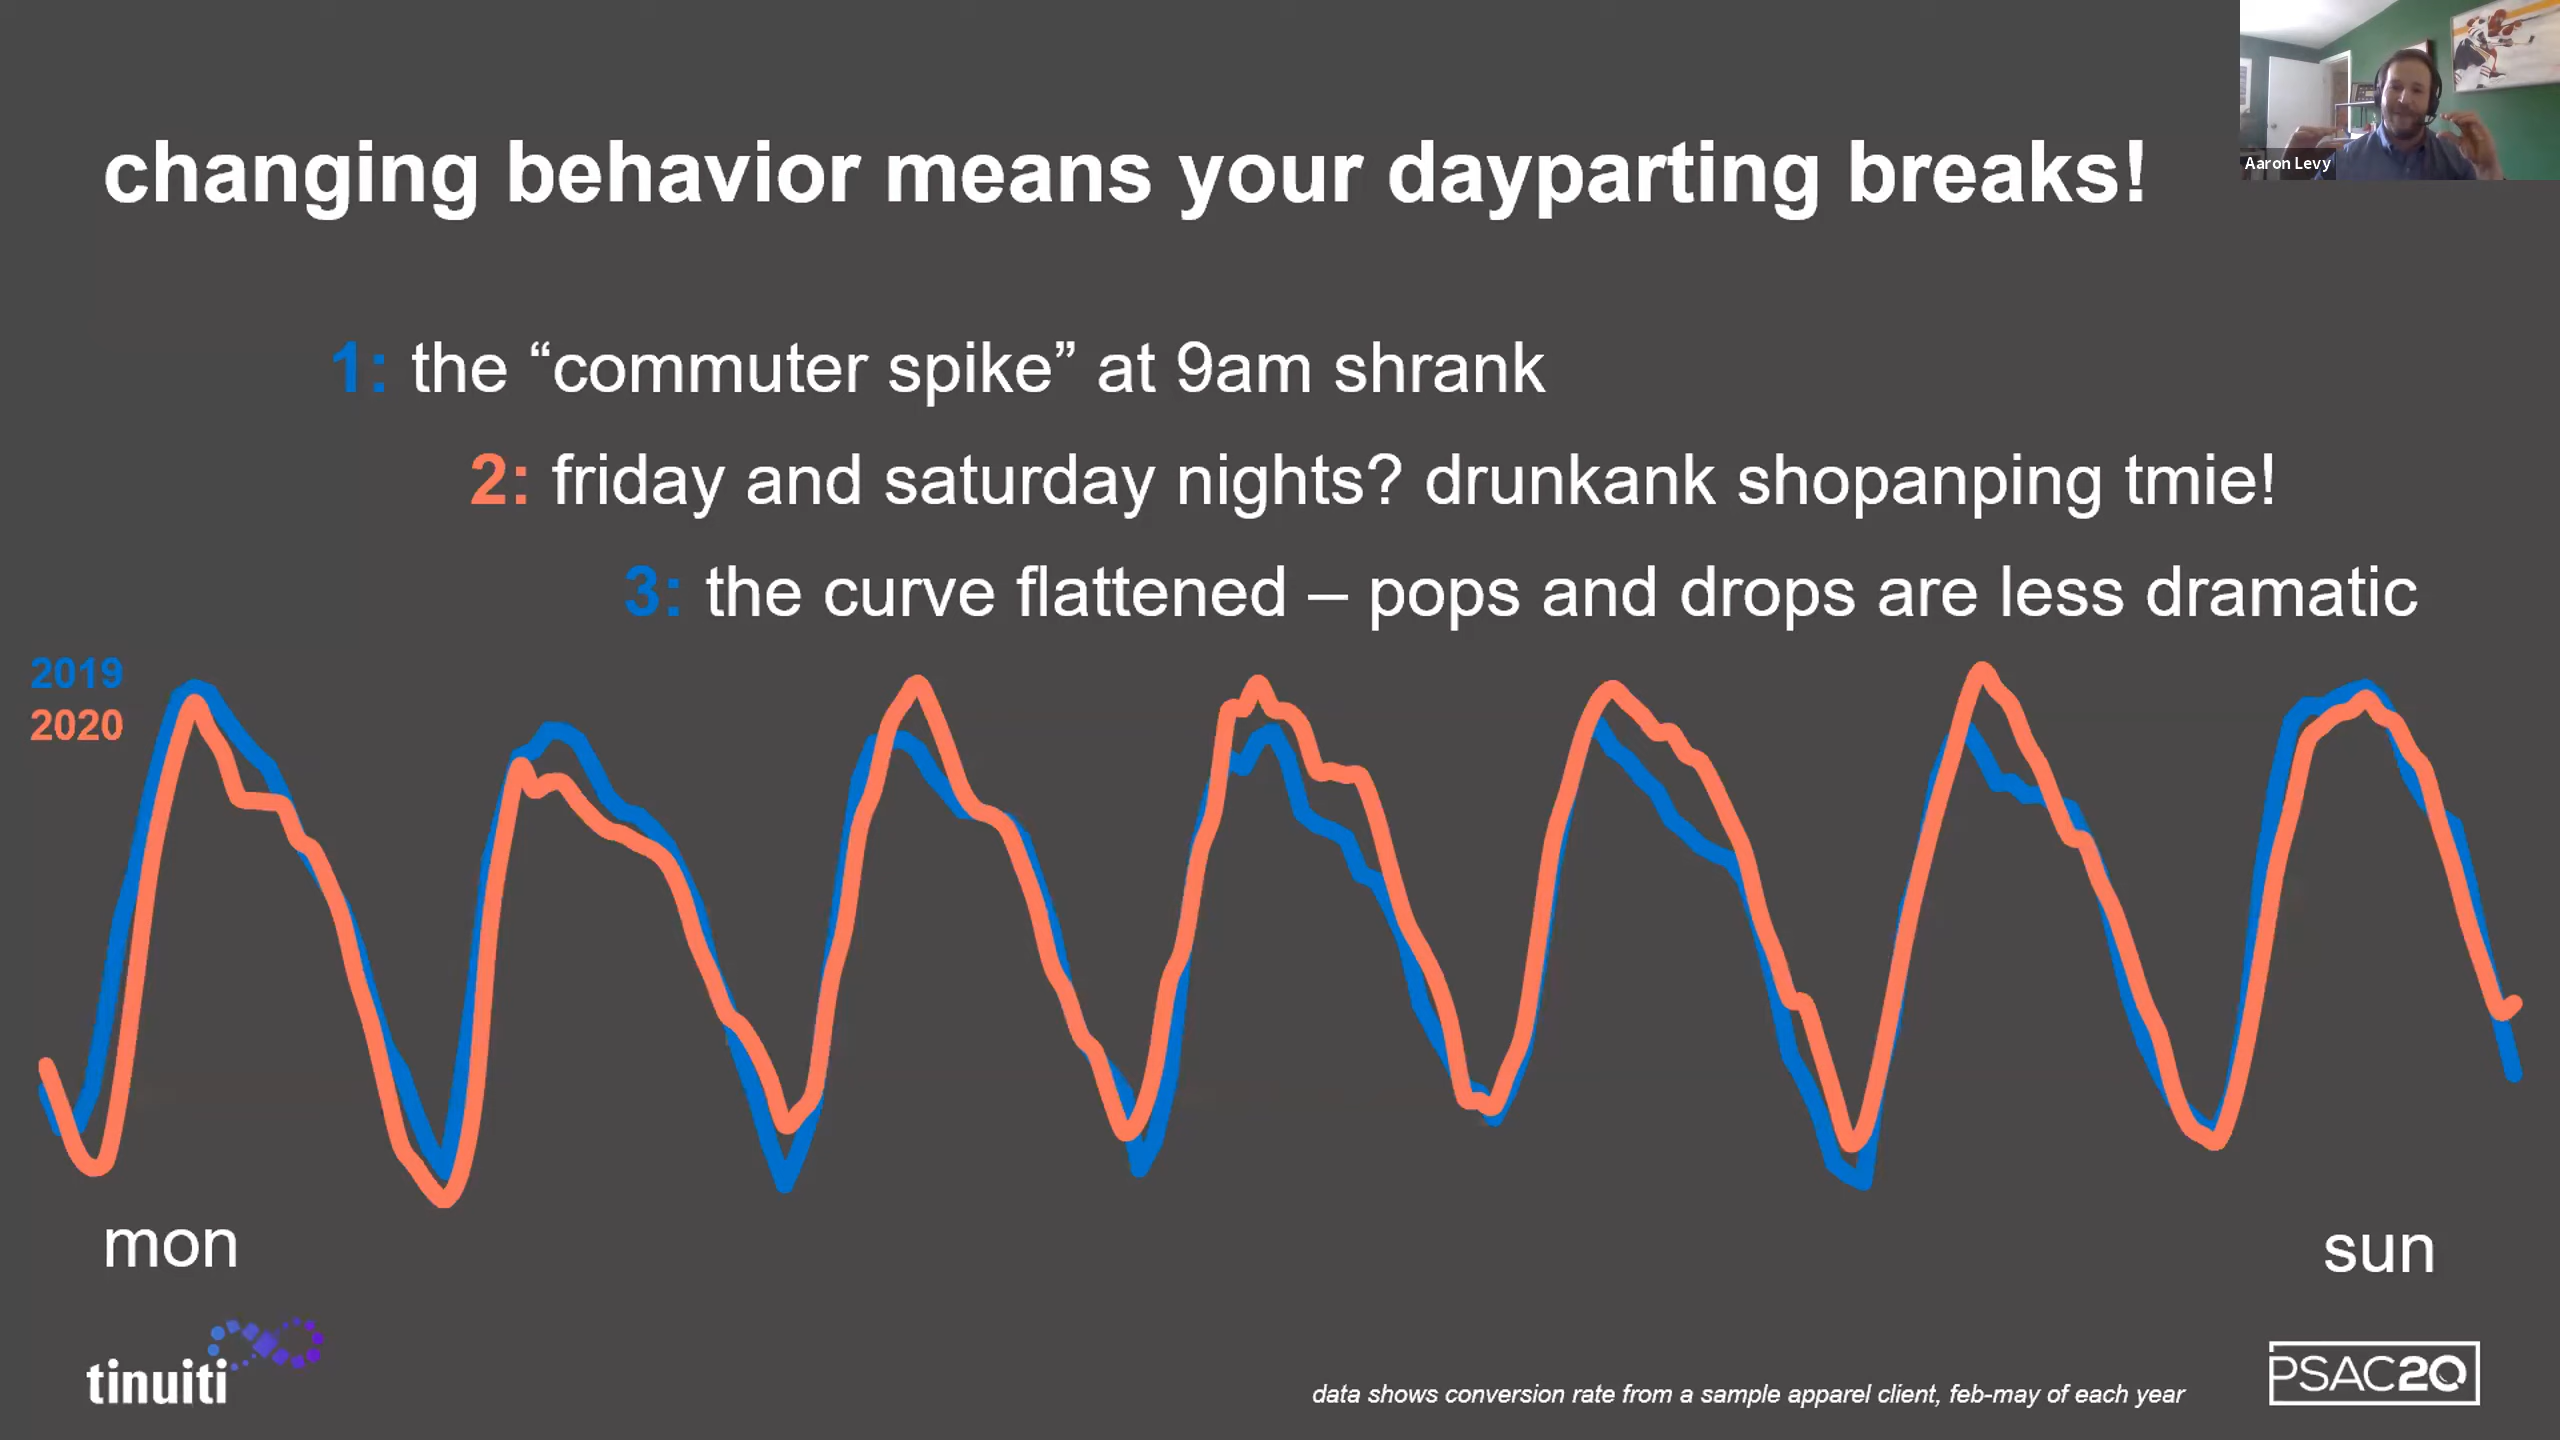 Aaron Levy
changing behavior means your dayparting breaks!
1: the “commuter spike” at 9am shrank
2: friday and saturday nights? drunkank shopanping tmie!
3: the curve flattened – pops and drops are less dramatic
2019
2020
mon
sun
tinuiti
data shows conversion rate from a sample apparel client, feb-may of each year
PSAC20